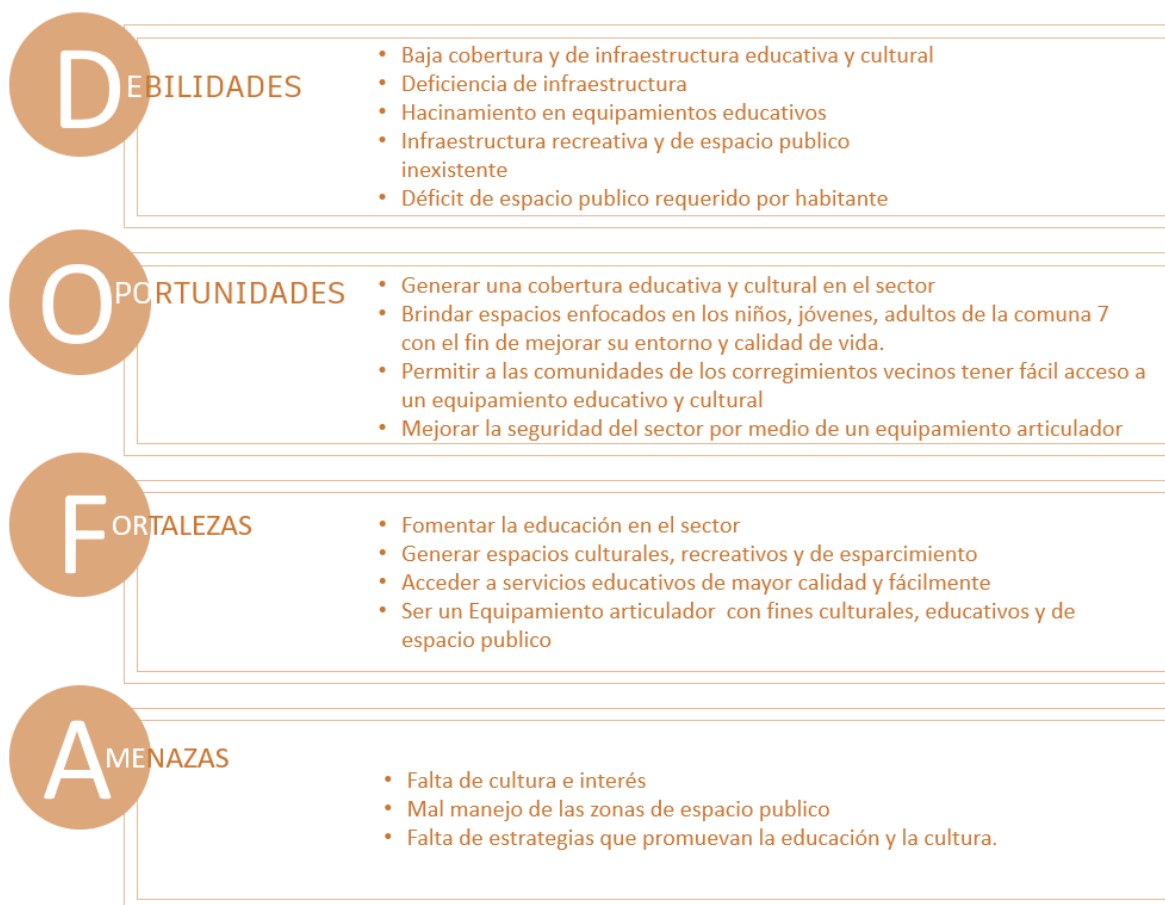 DEBILIDADES
• Baja cobertura y de infraestructura educativa y cultural
• Deficiencia de infraestructura
• Hacinamiento en equipamientos educativos
• Infraestructura recreativa y de espacio publico
inexistente
• Déficit de espacio publico requerido por habitante
OPORTUNIDADES
• Generar una cobertura educativa y cultural en el sector
• Brindar espacios enfocados en los niños, jóvenes, adultos de la comuna 7
con el fin de mejorar su entorno y calidad de vida.
• Permitir a las comunidades de los corregimientos vecinos tener fácil acceso a
un equipamiento educativo y cultural
• Mejorar la seguridad del sector por medio de un equipamiento articulador
FORTALEZAS
• Fomentar la educación en el sector
• Generar espacios culturales, recreativos y de esparcimiento
• Acceder a servicios educativos de mayor calidad y fácilmente
• Ser un Equipamiento articulador con fines culturales, educativos y de
espacio publico
AMENAZAS
• Falta de cultura e interés
• Mal manejo de las zonas de espacio publico
• Falta de estrategias que promuevan la educación y la cultura.